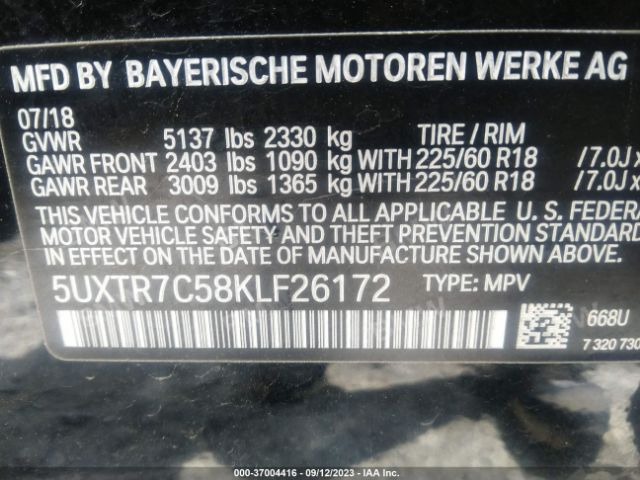 MFD BY BAYERISCHE MOTOREN WERKE AG
07/18
GVWR 5137 lbs 2330 kg TIRE / RIM
GAWR FRONT 2403 lbs 1090 kg WITH 225/60 R18 /7.0J x
GAWR REAR 3009 lbs 1365 kg WITH 225/60 R18 /7.0J x
THIS VEHICLE CONFORMS TO ALL APPLICABLE U. S. FEDER
MOTOR VEHICLE SAFETY AND THEFT PREVENTION STANDARD
IN EFFECT ON THE DATE OF MANUFACTURE SHOWN ABOVE.
5UXTR7C58KLF26172 TYPE: MPV
668U
7 320 730
000-37004416 - 09/12/2023 - IAA Inc.